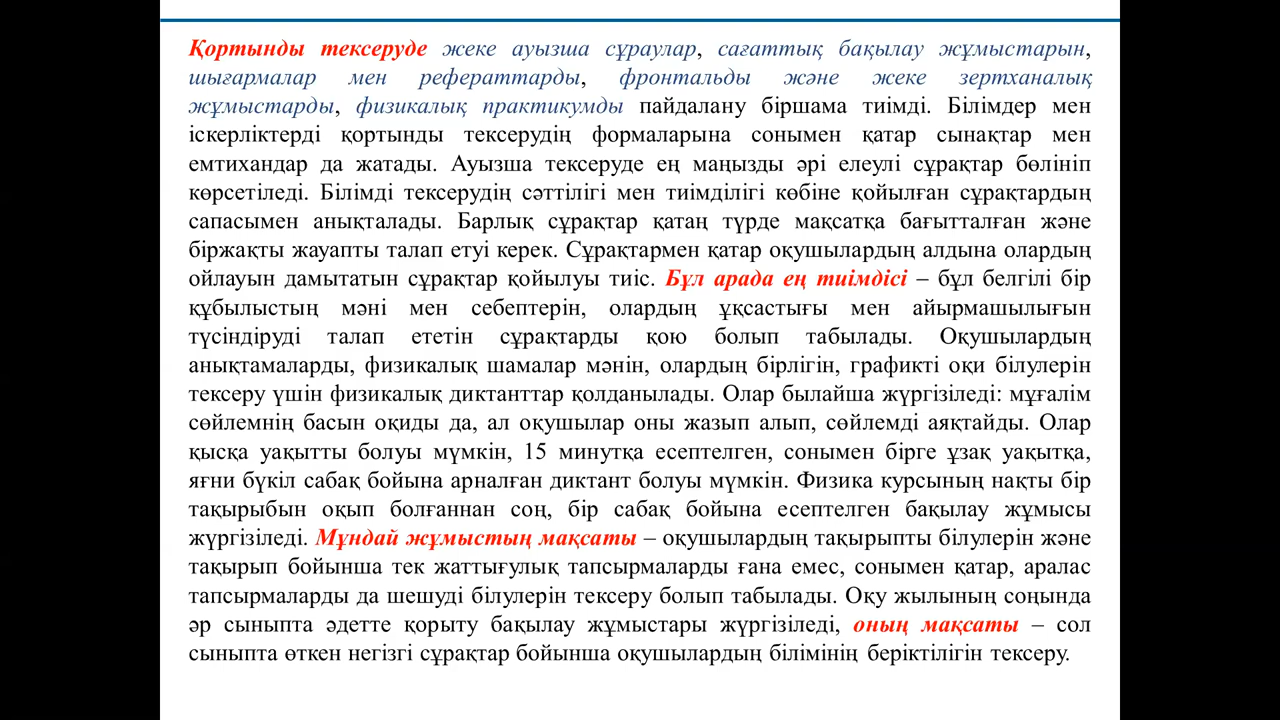 Қортынды тексеруде жеке ауызша сұраулар, сағаттық бақылау жұмыстарын,
шығармалар мен рефераттарды, фронтальды және жеке зертханалық
жұмыстарды, физикалық практикумды пайдалану біршама тиімді. Білімдер мен
іскерліктерді қортынды тексерудің формаларына сонымен қатар сынақтар мен
емтихандар да жатады. Ауызша тексеруде ең маңызды әрі елеулі сұрақтар бөлініп
көрсетіледі. Білімді тексерудің сәттілігі мен тиімділігі көбіне қойылған сұрақтардың
сапасымен анықталады. Барлық сұрақтар қатаң түрде мақсатқа бағытталған және
біржақты жауапты талап етуі керек. Сұрақтармен қатар оқушылардың алдына олардың
ойлауын дамытатын сұрақтар қойылуы тиіс. Бұл арада ең тиімдісі – бұл белгілі бір
құбылыстың мәні мен себептерін, олардың ұқсастығы мен айырмашылығын
түсіндіруді талап ететін сұрақтарды қою болып табылады. Оқушылардың
анықтамаларды, физикалық шамалар мәнін, олардың бірлігін, графикті оқи білулерін
тексеру үшін физикалық диктанттар қолданылады. Олар былайша жүргізіледі: мұғалім
сөйлемнің басын оқиды да, ал оқушылар оны жазып алып, сөйлемді аяқтайды. Олар
қысқа уақытты болуы мүмкін, 15 минутқа есептелген, сонымен бірге ұзақ уақытқа,
яғни бүкіл сабақ бойына арналған диктант болуы мүмкін. Физика курсының нақты бір
тақырыбын оқып болғаннан соң, бір сабақ бойына есептелген бақылау жұмысы
жүргізіледі. Мұндай жұмыстың мақсаты – оқушылардың тақырыпты білулерін және
тақырып бойынша тек жаттығулық тапсырмаларды ғана емес, сонымен қатар, аралас
тапсырмаларды да шешуді білулерін тексеру болып табылады. Оқу жылының соңында
әр сыныпта әдетте қорыту бақылау жұмыстары жүргізіледі, оның мақсаты – сол
сыныпта өткен негізгі сұрақтар бойынша оқушылардың білімінің беріктілігін тексеру.